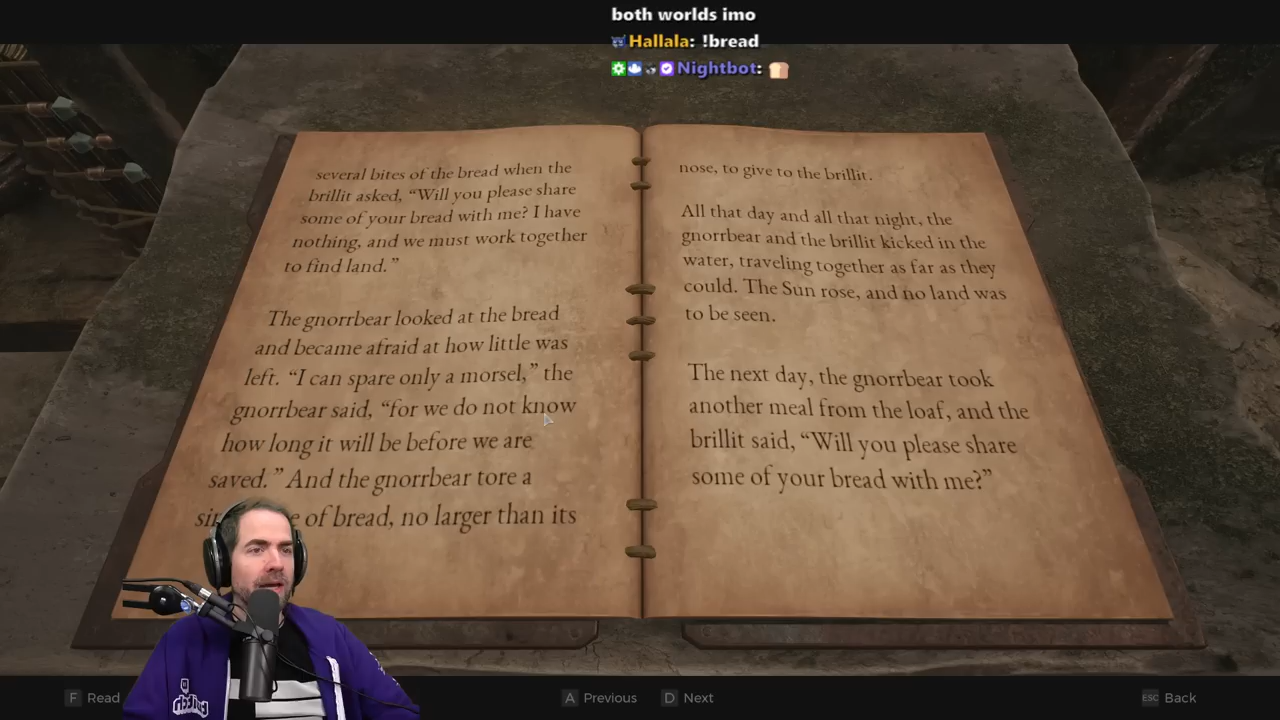 both worlds imo
Hallala: !bread
Nightbot:
several bites of the bread when the
brillit asked, “Will you please share
some of your bread with me? I have
nothing, and we must work together
to find land.”
The gnorrbear looked at the bread
and became afraid at how little was
left. “I can spare only a morsel,” the
gnorrbear said, “for we do not know
how long it will be before we are
saved.” And the gnorrbear tore a
of bread, no larger than its
nose, to give to the brillit.
All that day and all that night, the
gnorrbear and the brillit kicked in the
water, traveling together as far as they
could. The Sun rose, and no land was
to be seen.
The next day, the gnorrbear took
another meal from the loaf, and the
brillit said, “Will you please share
some of your bread with me?”
F Read
A Previous
D Next
ESC Back